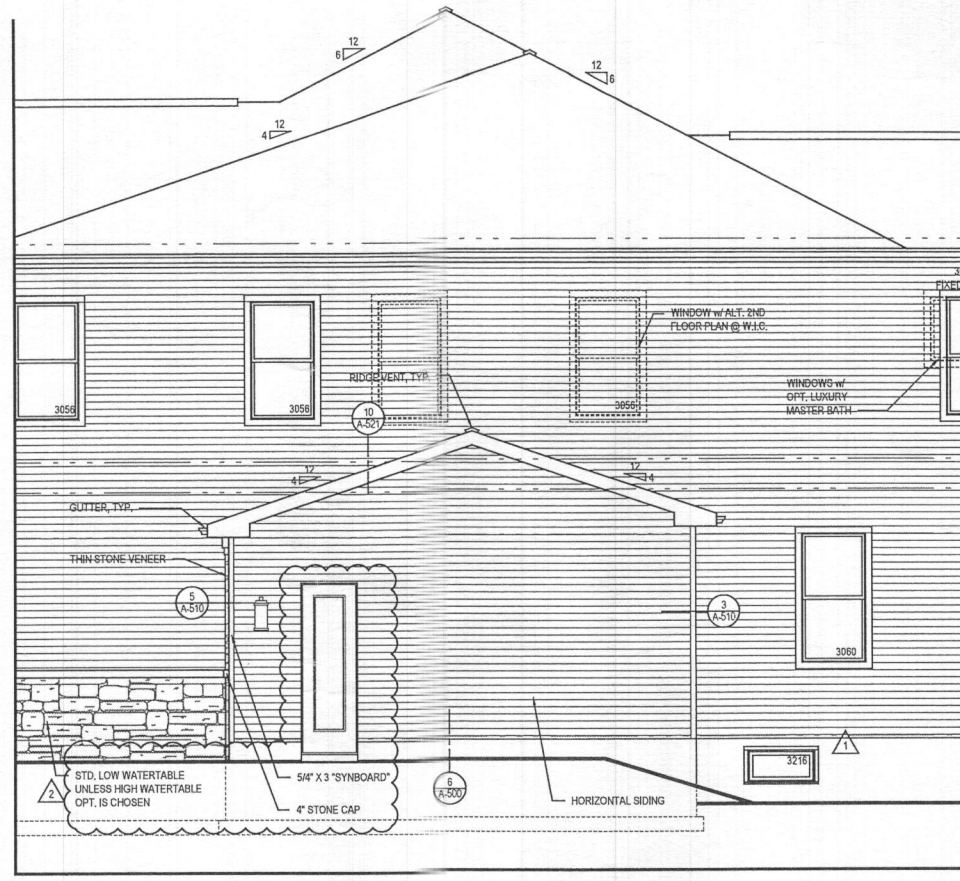 12
6
12
6
12
4
3
FIXED
WINDOW w/ ALT. 2ND
FLOOR PLAN @ W.I.C.
RIDGE VENT, TYP.
WINDOWS w/
OPT. LUXURY
MASTER BATH
3056
3056
3056
10
A-521
12
4
12
4
GUTTER, TYP.
THIN STONE VENEER
5
A-510
3
A-510
3060
1
3216
STD, LOW WATERTABLE
UNLESS HIGH WATERTABLE
OPT. IS CHOSEN
2
5/4" X 3 "SYNBOARD"
4" STONE CAP
6
A-500
HORIZONTAL SIDING